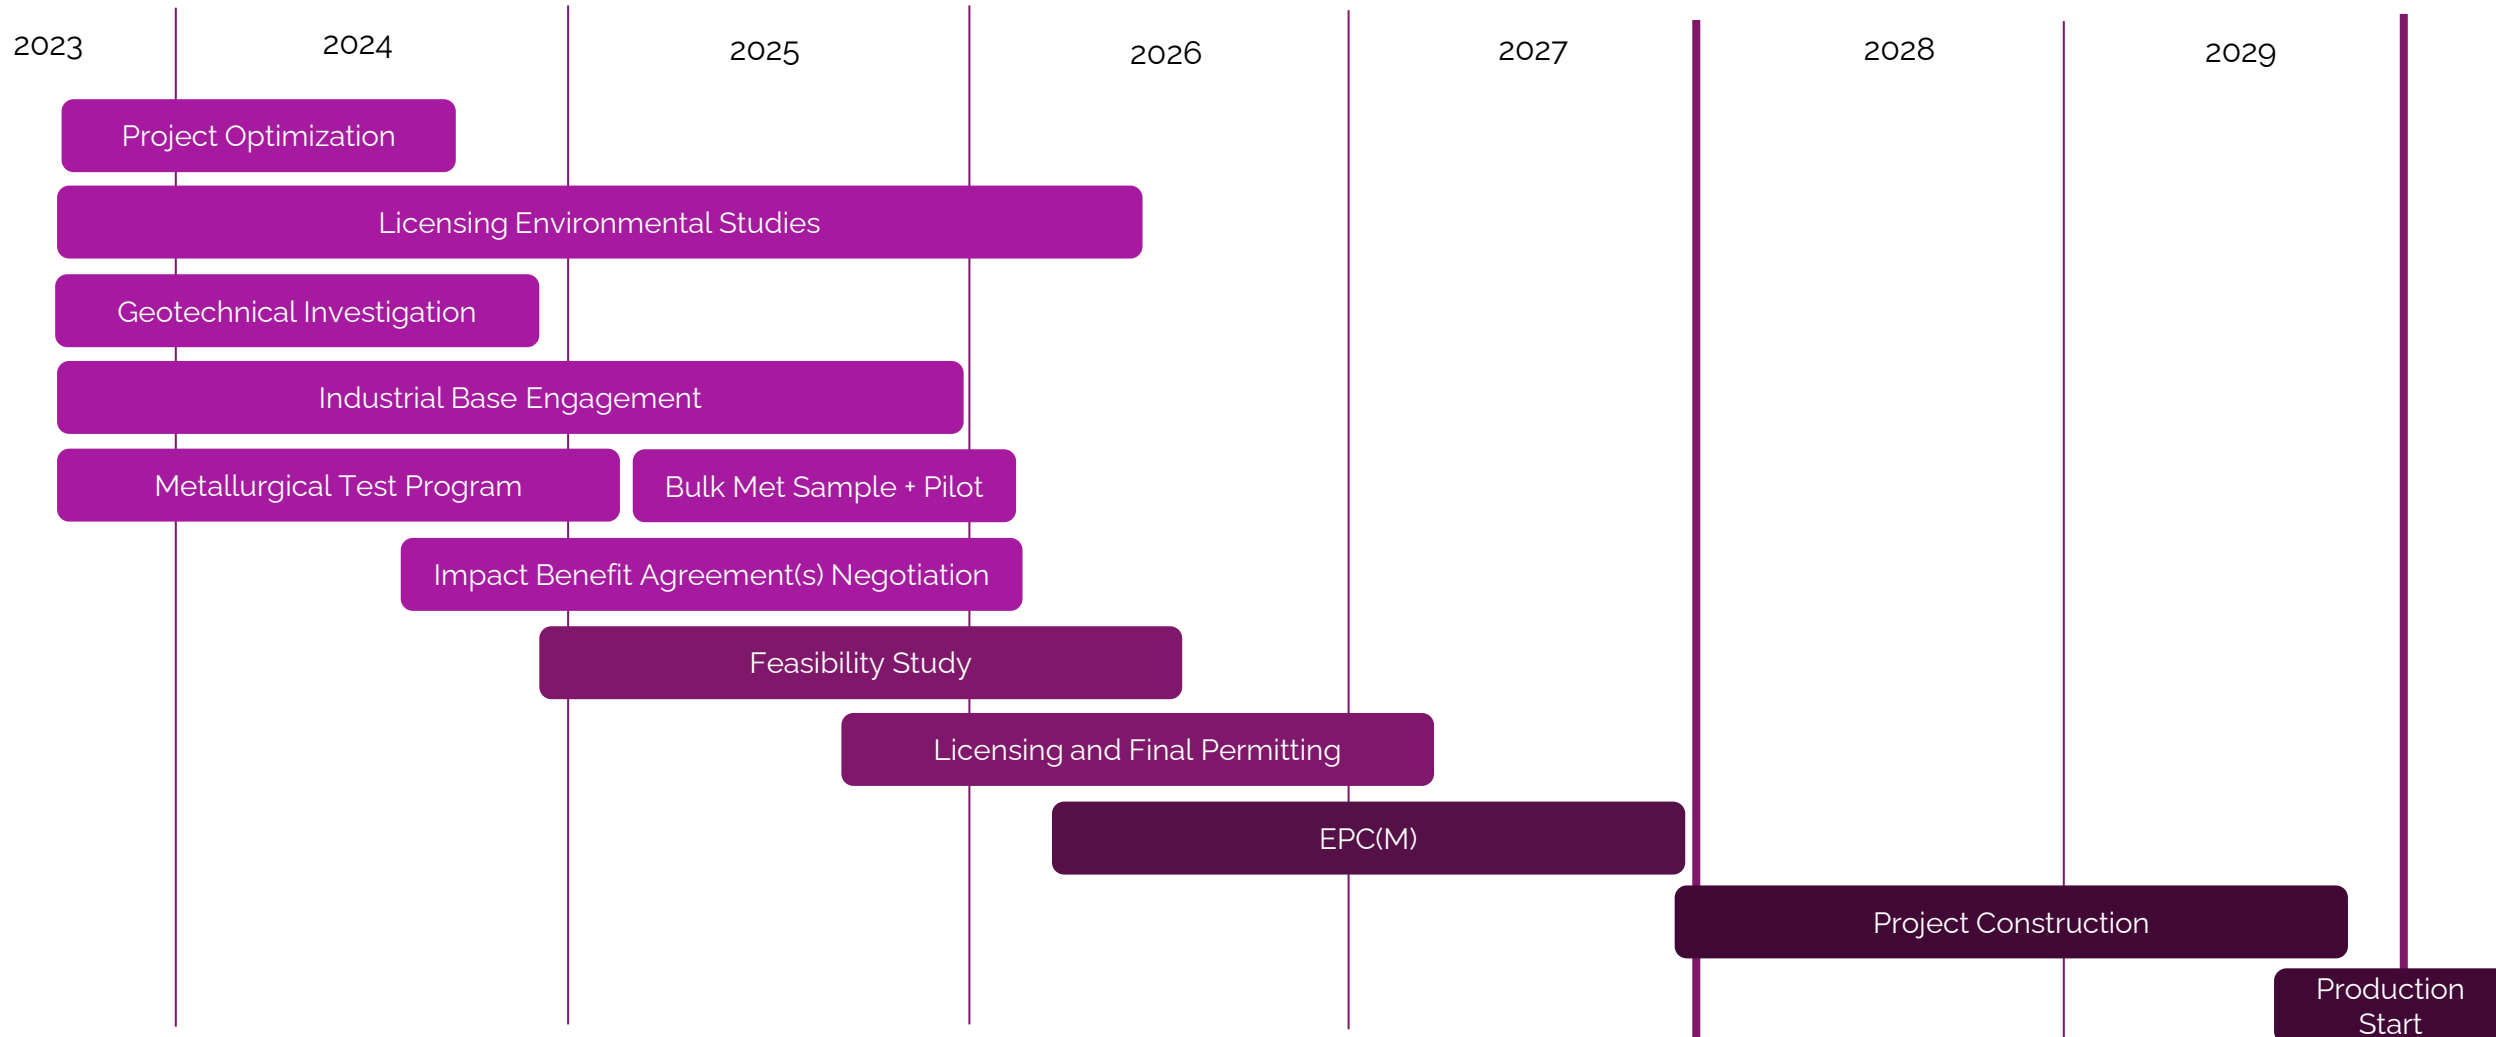 2023
2024
2025
2026
2027
2028
2029
Project Optimization
Licensing Environmental Studies
Geotechnical Investigation
Industrial Base Engagement
Metallurgical Test Program
Bulk Met Sample + Pilot
Impact Benefit Agreement(s) Negotiation
Feasibility Study
Licensing and Final Permitting
EPC(M)
Project Construction
Production
Start